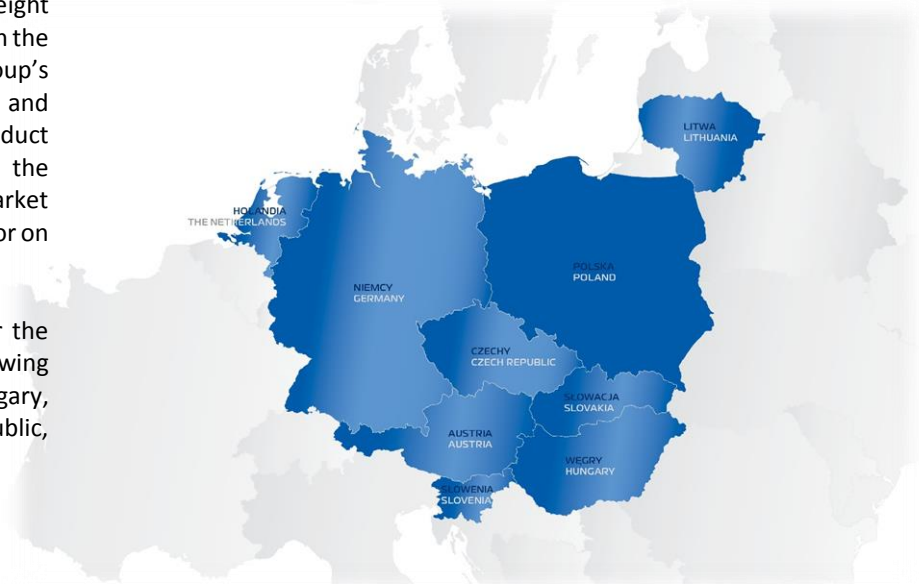 eight
n the
oup's
and
duct
the
arket
or on
r the
wing
gary,
ublic,
LITWA
LITHUANIA
HOLANDIA
THE NETHERLANDS
POLSKA
POLAND
NIEMCY
GERMANY
CZECHY
CZECH REPUBLIC
SŁOWACJA
SLOVAKIA
AUSTRIA
AUSTRIA
WĘGRY
HUNGARY
SŁOWENIA
SLOVENIA